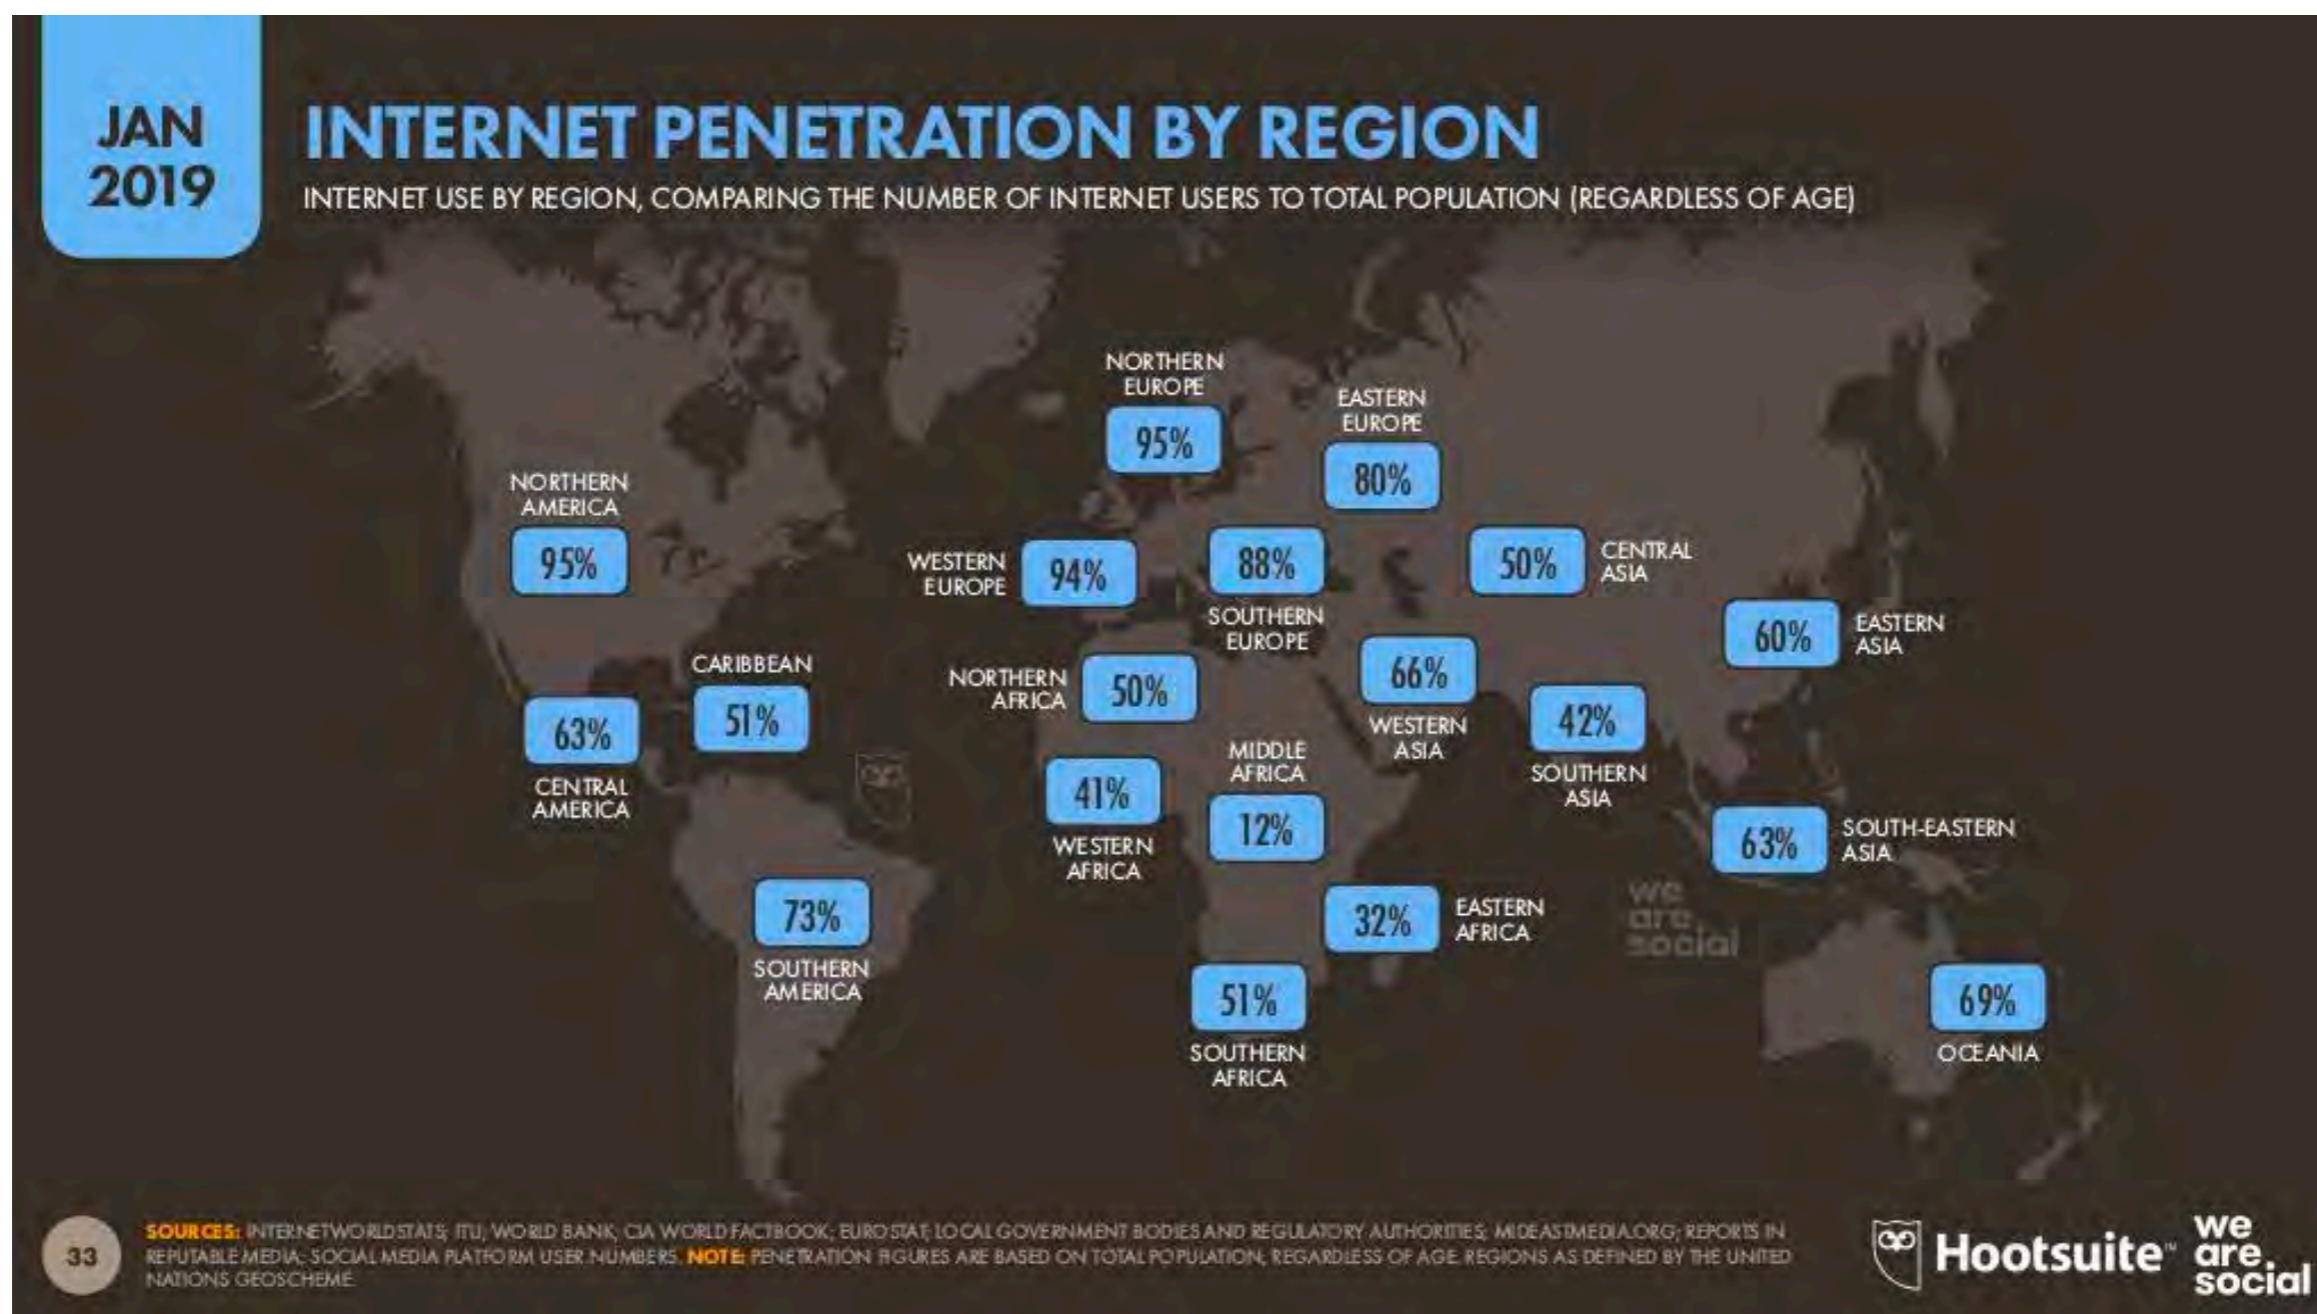 JAN
2019
INTERNET PENETRATION BY REGION
INTERNET USE BY REGION, COMPARING THE NUMBER OF INTERNET USERS TO TOTAL POPULATION (REGARDLESS OF AGE)
NORTHERN
EUROPE
95%
EASTERN
EUROPE
80%
NORTHERN
AMERICA
95%
WESTERN
EUROPE
94%
88%
SOUTHERN
EUROPE
50%
CENTRAL
ASIA
60%
EASTERN
ASIA
CARIBBEAN
51%
NORTHERN
AFRICA
50%
66%
WESTERN
ASIA
42%
SOUTHERN
ASIA
63%
CENTRAL
AMERICA
41%
WESTERN
AFRICA
MIDDLE
AFRICA
12%
63%
SOUTH-EASTERN
ASIA
73%
SOUTHERN
AMERICA
32%
EASTERN
AFRICA
we
are
social
51%
SOUTHERN
AFRICA
69%
OCEANIA
33
SOURCES: INTERNETWORLDSTATS; ITU; WORLD BANK; CIA WORLD FACTBOOK; EUROSTAT; LOCAL GOVERNMENT BODIES AND REGULATORY AUTHORITIES; MIDEASTMEDIA.ORG; REPORTS IN
REPUTABLE MEDIA; SOCIAL MEDIA PLATFORM USER NUMBERS. NOTE: PENETRATION FIGURES ARE BASED ON TOTAL POPULATION, REGARDLESS OF AGE. REGIONS AS DEFINED BY THE UNITED
NATIONS GEOSCHEME.
Hootsuite™
we
are.
social